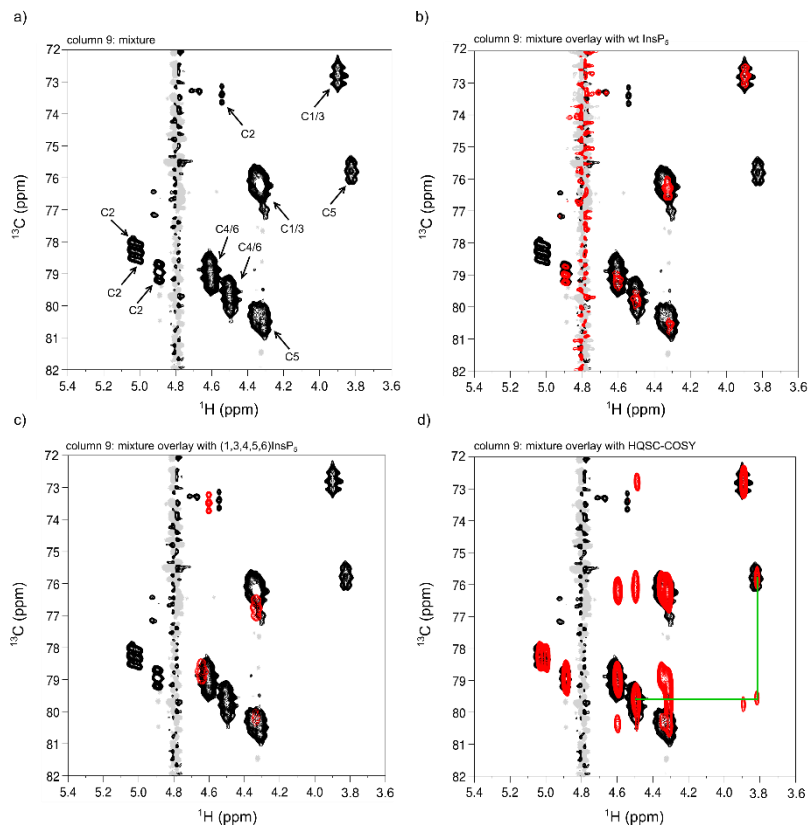 a)
column 9: mixture
72
73
74
75
76
77
78
79
80
81
82
5.4 5.2 5.0 4.8 4.6 4.4 4.2 4.0 3.8 3.6
¹³C (ppm)
¹H (ppm)
C2
C1/3
C5
C1/3
C4/6
C4/6
C2
C2
C2
C5
b)
column 9: mixture overlay with wt InsP₅
72
73
74
75
76
77
78
79
80
81
82
5.4 5.2 5.0 4.8 4.6 4.4 4.2 4.0 3.8 3.6
¹³C (ppm)
¹H (ppm)
c)
column 9: mixture overlay with (1,3,4,5,6)InsP₅
72
73
74
75
76
77
78
79
80
81
82
5.4 5.2 5.0 4.8 4.6 4.4 4.2 4.0 3.8 3.6
¹³C (ppm)
¹H (ppm)
d)
column 9: mixture overlay with HQSC-COSY
72
73
74
75
76
77
78
79
80
81
82
5.4 5.2 5.0 4.8 4.6 4.4 4.2 4.0 3.8 3.6
¹³C (ppm)
¹H (ppm)